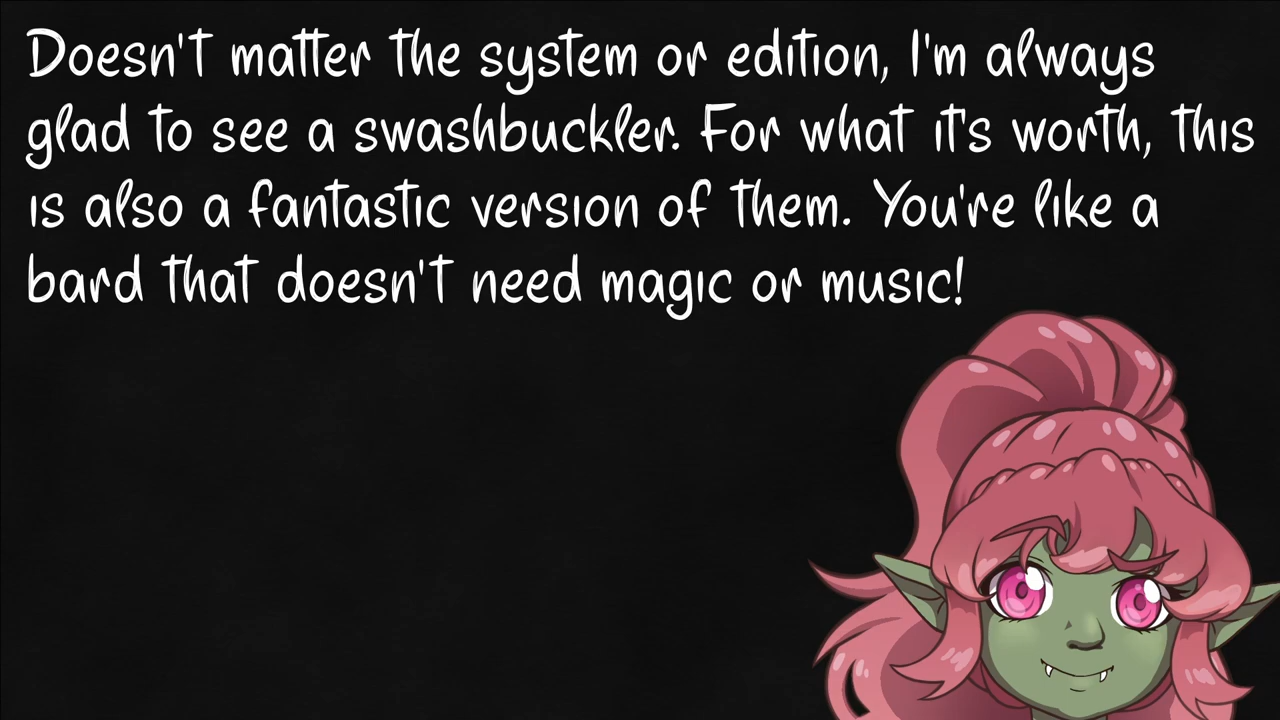 Doesn't matter the system or edition, I'm always
glad to see a swashbuckler. For what it's worth, this
is also a fantastic version of them. You're like a
bard that doesn't need magic or music!